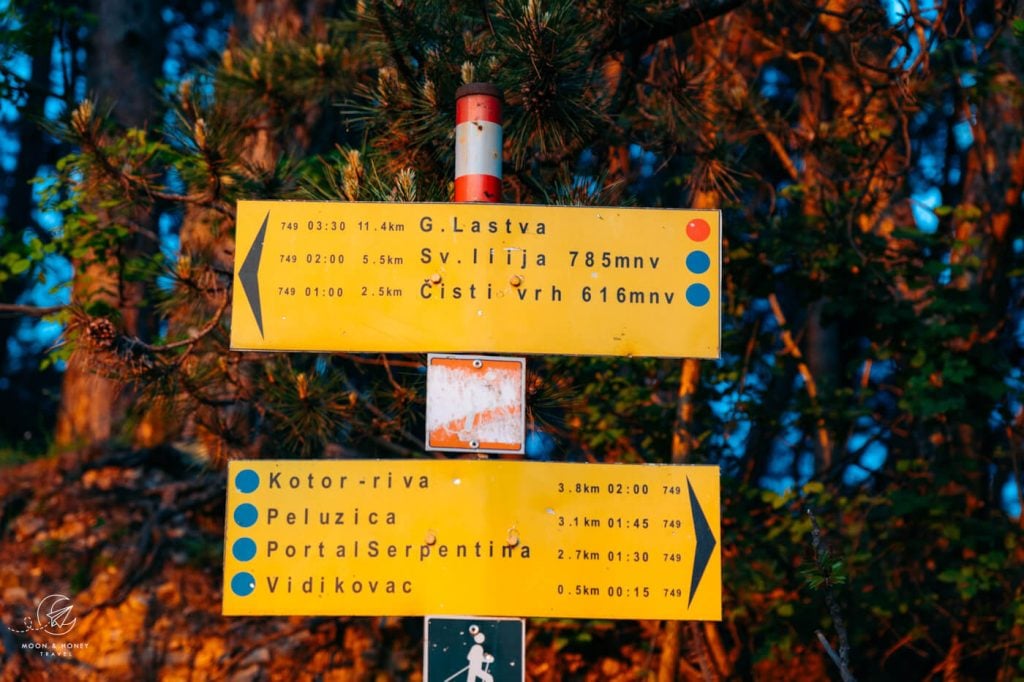 749 03:30 11.4km G.Lastva
749 02:00 5.5km Sv.Ilija 785mnv
749 01:00 2.5km Čisti vrh 616mnv
Kotor-riva 3.8km 02:00 749
Peluzica 3.1km 01:45 749
PortalSerpentina 2.7km 01:30 749
Vidikovac 0.5km 00:15 749
MOON & HONEY
TRAVEL